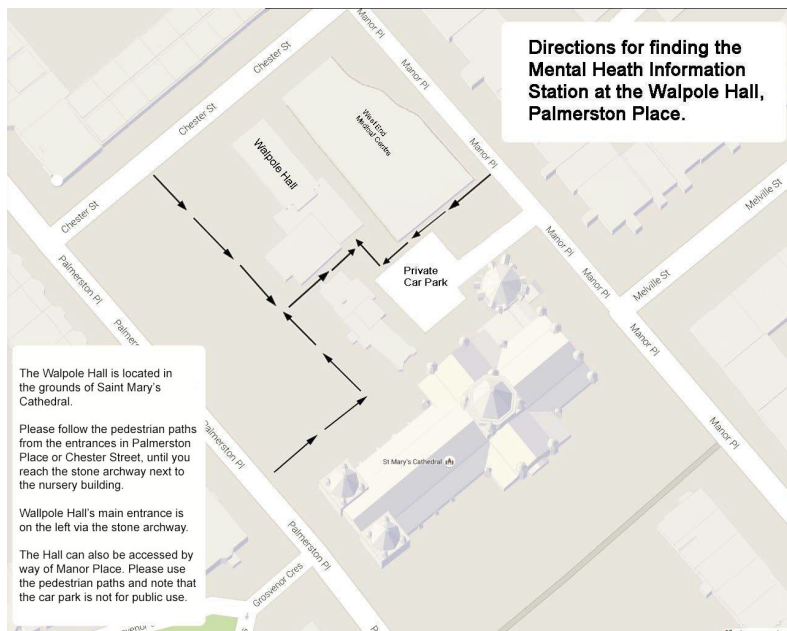 Directions for finding the
Mental Heath Information
Station at the Walpole Hall,
Palmerston Place.
Manor Pl
Chester St
Manor Pl
West End
Medical Centre
Chester St
Walpole Hall
Manor Pl
Melville St
Chester St
Manor Pl
Palmerston Pl
Private
Car Park
Manor Pl
Melville St
Palmer
Manor Pl
The Walpole Hall is located in
the grounds of Saint Mary's
Cathedral.
Please follow the pedestrian paths
from the entrances in Palmerston
Place or Chester Street, until you
reach the stone archway next to
the nursery building.
Wallpole Hall's main entrance is
on the left via the stone archway.
The Hall can also be accessed by
way of Manor Place. Please use
the pedestrian paths and note that
the car park is not for public use.
Palmerston Pl
Manor Pl
St Mary's Cathedral
Palmerston Pl
Grosvenor Cres